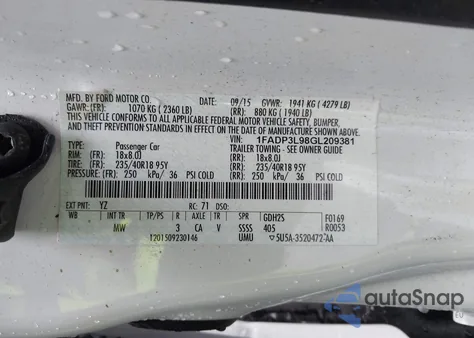 MFD. BY FORD MOTOR CO. DATE: 09/15 GVWR: 1941 KG ( 4279 LB)
GAWR: (FR): 1070 KG ( 2360 LB) (RR): 880 KG ( 1940 LB)
THIS VEHICLE CONFORMS TO ALL APPLICABLE FEDERAL MOTOR VEHICLE SAFETY, BUMPER,
AND THEFT PREVENTION STANDARDS IN EFFECT ON THE DATE OF MANUFACTURE SHOWN ABOVE.
VIN: 1FADP3L98GL209381
TYPE: Passenger Car TRAILER TOWING - SEE OWNER GUIDE
RIM: (FR): 18x8.0J (RR): 18x8.0J
TIRE: (FR): 235/40R18 95Y (RR): 235/40R18 95Y
PRESSURE: (FR): 250 kPa/ 36 PSI COLD (RR): 250 kPa/ 36 PSI COLD
EXT PNT: YZ RC: 71 DSO:
WB INT TR TP/PS R AXLE TR SPR GDH2S F0169
MW 3 CA V SSSS 405 R0053
1201509230146 UMU 5U5A-3520472-AA
autoSnap